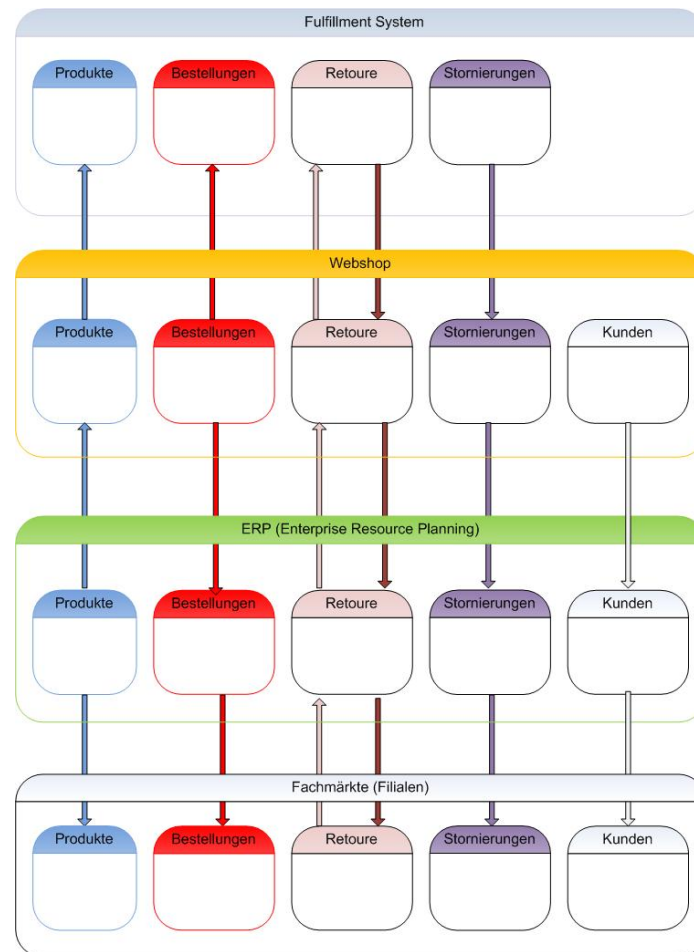 Fulfillment System
Produkte
Bestellungen
Retoure
Stornierungen
Webshop
Produkte
Bestellungen
Retoure
Stornierungen
Kunden
ERP (Enterprise Resource Planning)
Produkte
Bestellungen
Retoure
Stornierungen
Kunden
Fachmärkte (Filialen)
Produkte
Bestellungen
Retoure
Stornierungen
Kunden